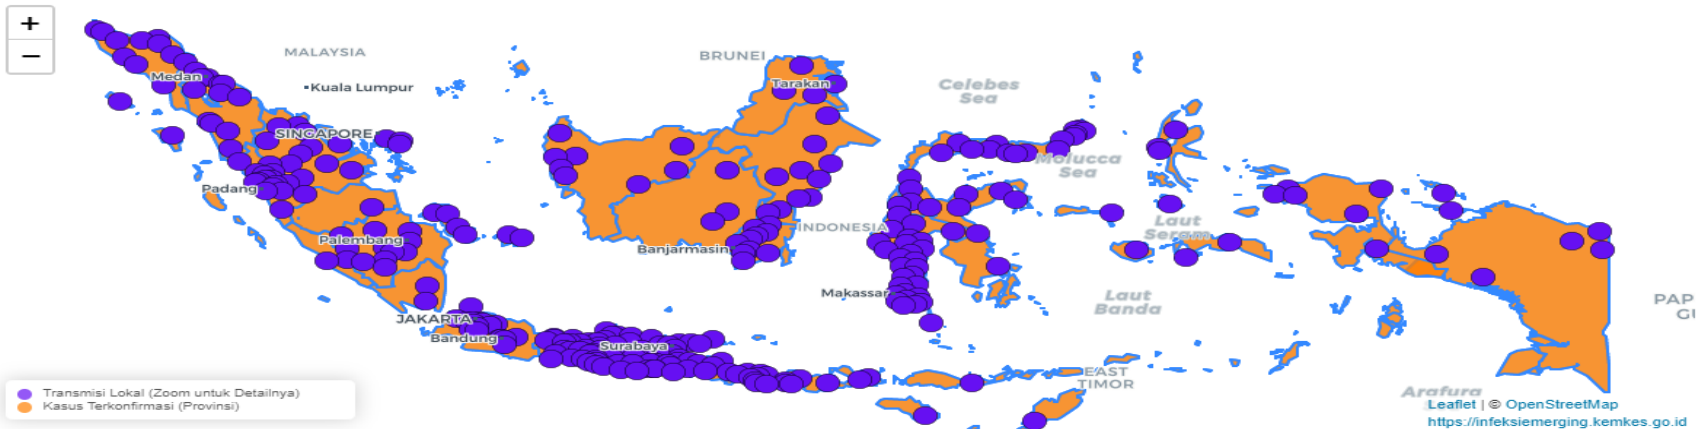 +
−
MALAYSIA
BRUNEI
Medan
Tarakan
Kuala Lumpur
Celebes
Sea
SINGAPORE
Molucca
Sea
Padang
Laut
Seram
INDONESIA
Palembang
Banjarmasin
Makassar
Laut
Banda
PAP
GU
JAKARTA
Bandung
Surabaya
EAST
TIMOR
Arafura
Transmisi Lokal (Zoom untuk Detailnya)
Kasus Terkonfirmasi (Provinsi)
Leaflet | © OpenStreetMap
https://infeksiemerging.kemkes.go.id